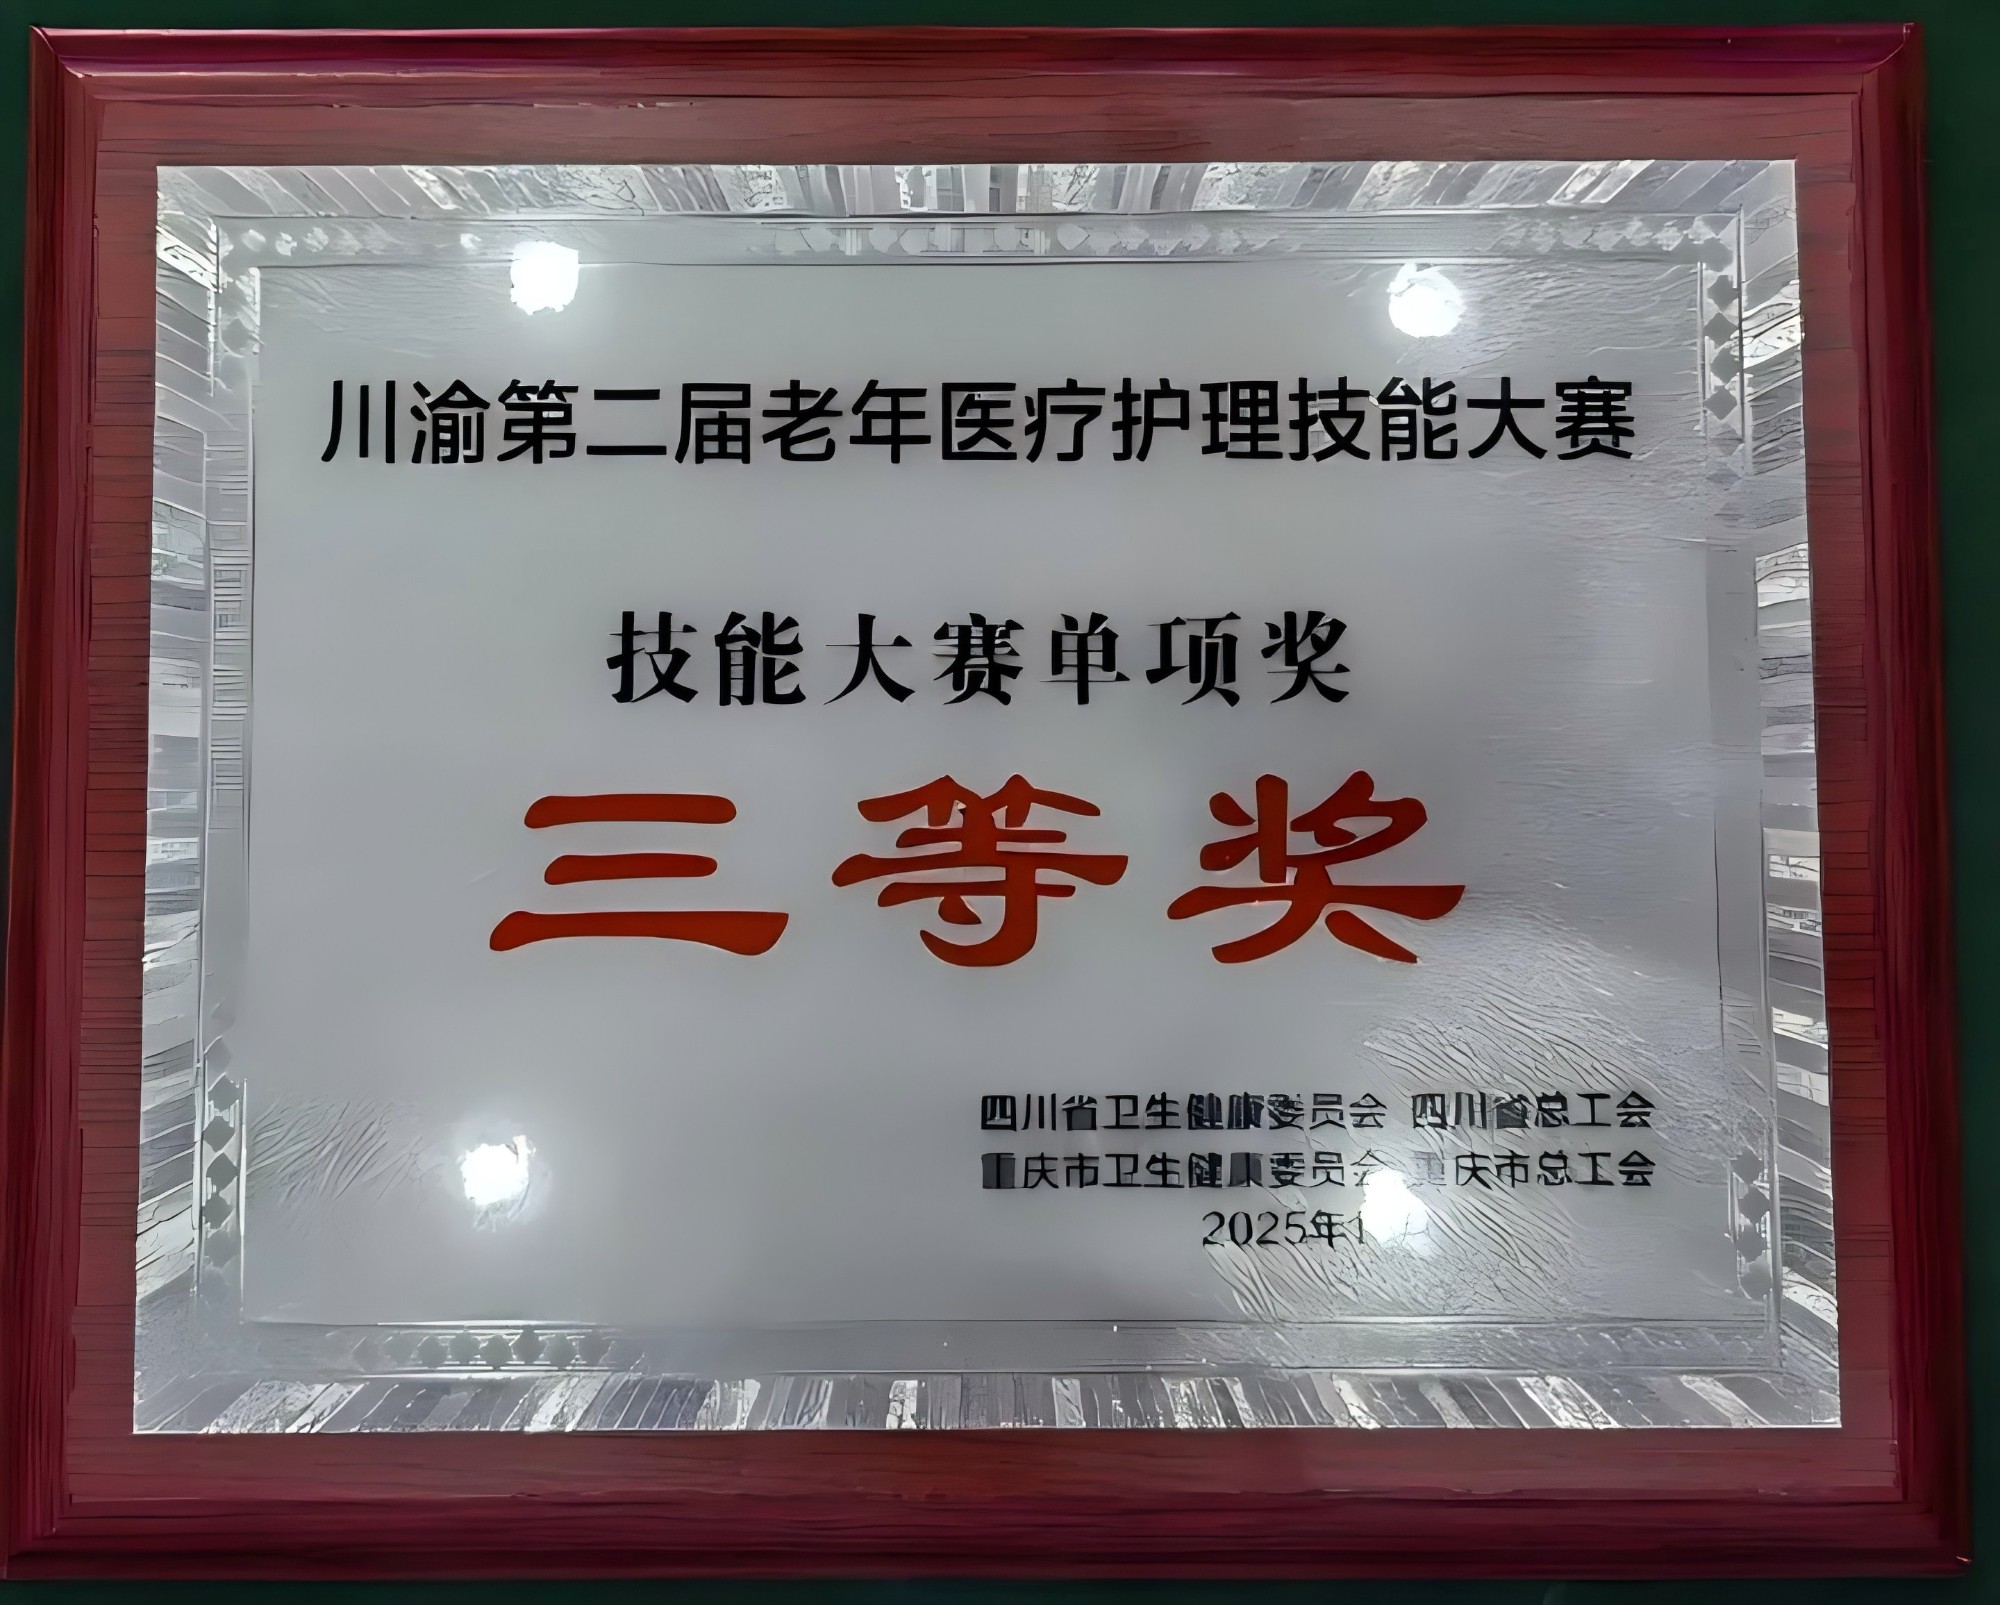 川渝第二届老年医疗护理技能大赛
技能大赛单项奖
三等奖
四川省卫生健康委员会 四川省总工会
重庆市卫生健康委员会 重庆市总工会
2025年1